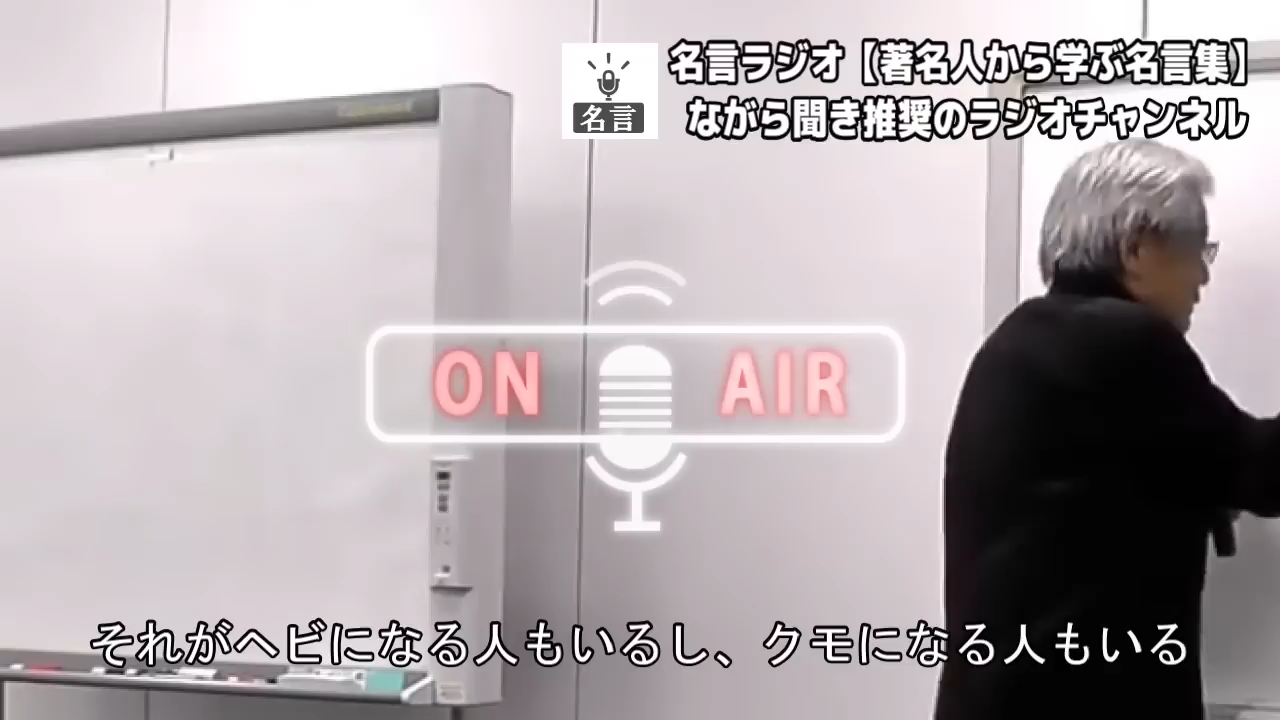 名言ラジオ【著名人から学ぶ名言集】
ながら聞き推奨のラジオチャンネル
名言
ON AIR
それがヘビになる人もいるし、クモになる人もいる